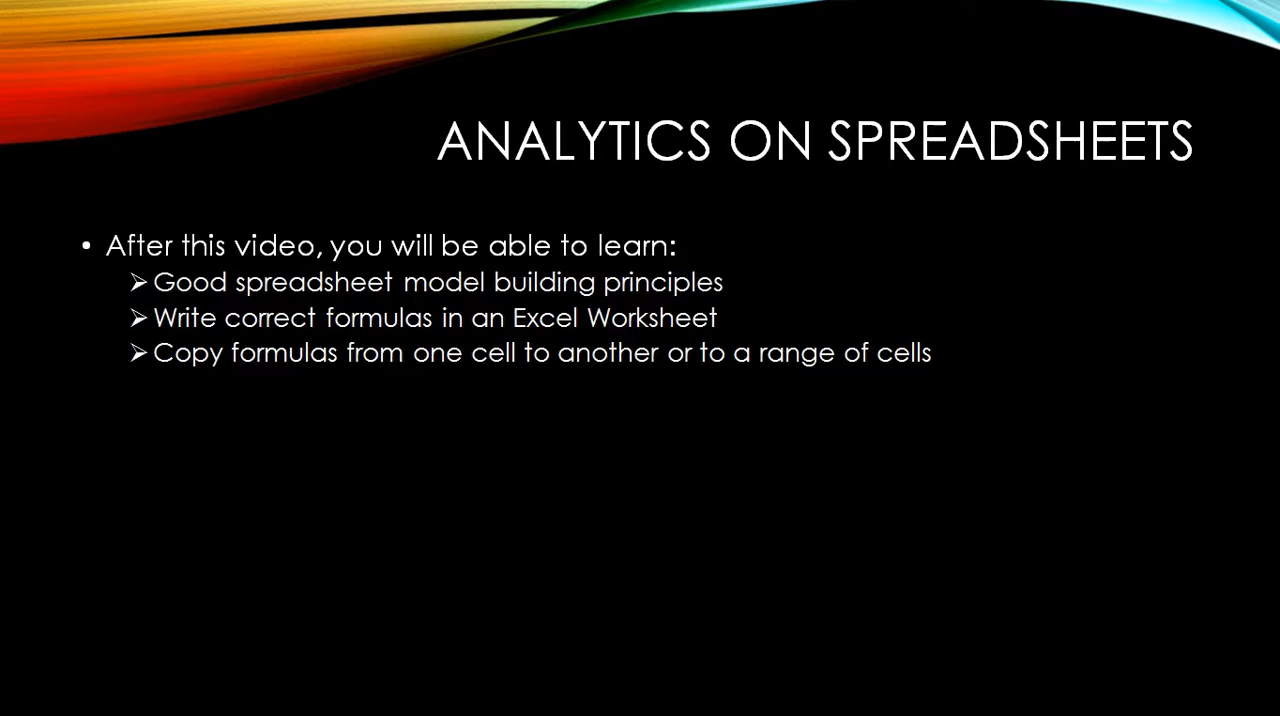 ANALYTICS ON SPREADSHEETS
• After this video, you will be able to learn:
➢ Good spreadsheet model building principles
➢ Write correct formulas in an Excel Worksheet
➢ Copy formulas from one cell to another or to a range of cells